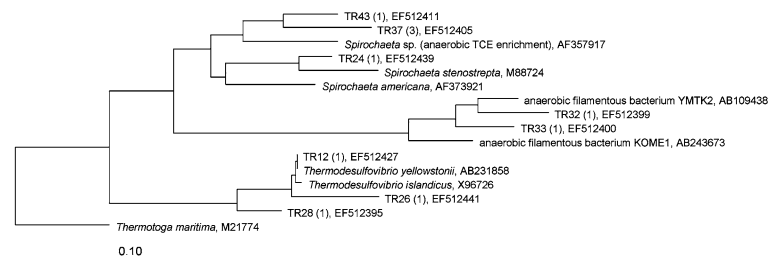 TR43 (1), EF512411
TR37 (3), EF512405
Spirochaeta sp. (anaerobic TCE enrichment), AF357917
TR24 (1), EF512439
Spirochaeta stenostrepta, M88724
Spirochaeta americana, AF373921
anaerobic filamentous bacterium YMTK2, AB109438
TR32 (1), EF512399
TR33 (1), EF512400
anaerobic filamentous bacterium KOME1, AB243673
TR12 (1), EF512427
Thermodesulfovibrio yellowstonii, AB231858
Thermodesulfovibrio islandicus, X96726
TR26 (1), EF512441
TR28 (1), EF512395
Thermotoga maritima, M21774
0.10